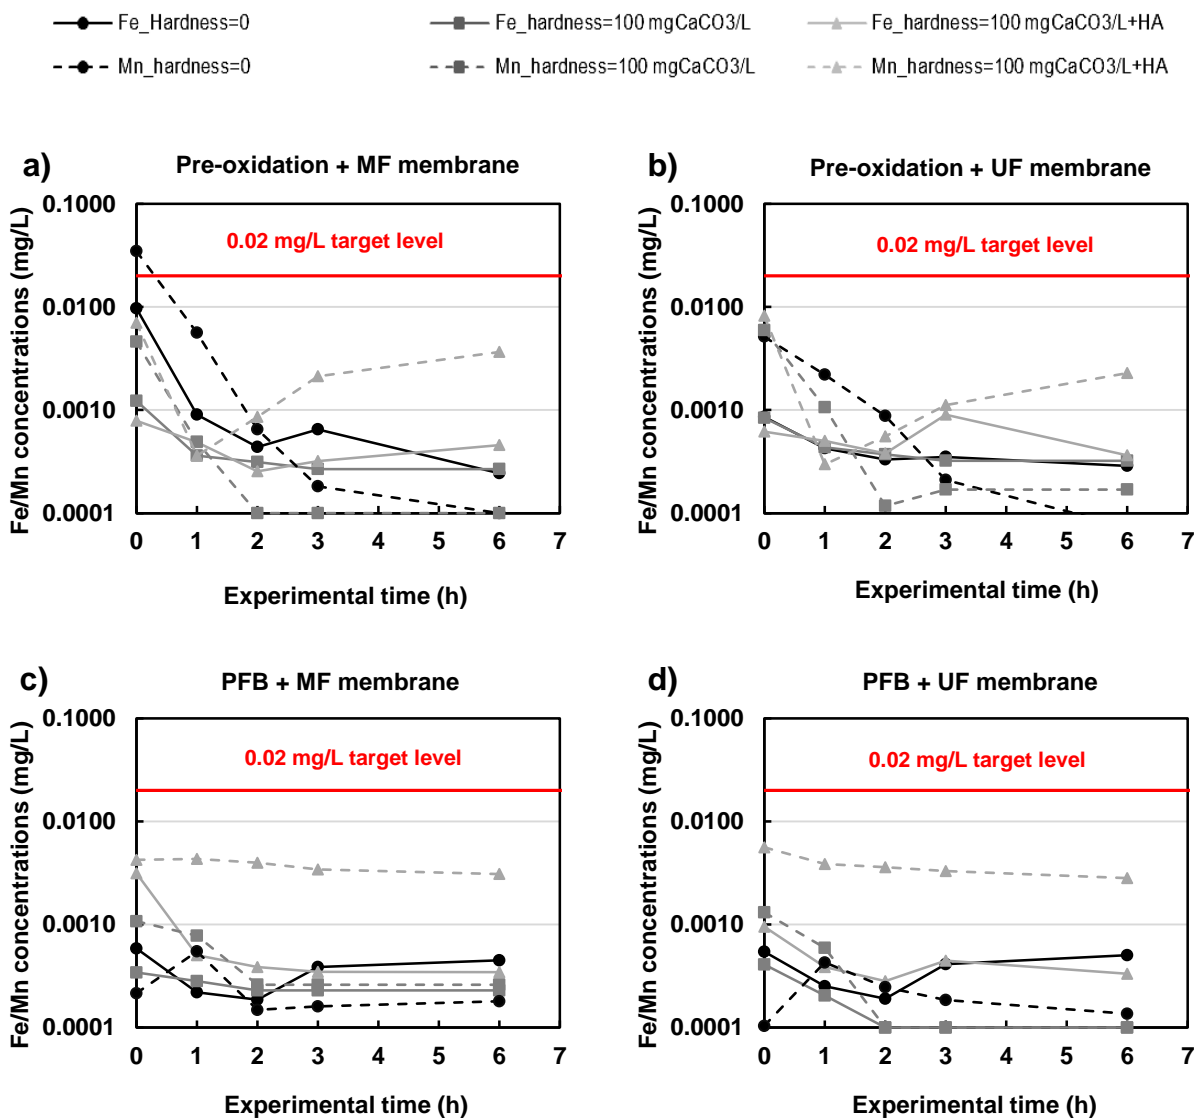 Fe_Hardness=0
Fe_hardness=100 mgCaCO3/L
Fe_hardness=100 mgCaCO3/L+HA
Mn_hardness=0
Mn_hardness=100 mgCaCO3/L
Mn_hardness=100 mgCaCO3/L+HA
a)
Pre-oxidation + MF membrane
Fe/Mn concentrations (mg/L)
0.1000
0.0100
0.0010
0.0001
0.02 mg/L target level
0 1 2 3 4 5 6 7
Experimental time (h)
b)
Pre-oxidation + UF membrane
Fe/Mn concentrations (mg/L)
0.1000
0.0100
0.0010
0.0001
0.02 mg/L target level
0 1 2 3 4 5 6 7
Experimental time (h)
c)
PFB + MF membrane
Fe/Mn concentrations (mg/L)
0.1000
0.0100
0.0010
0.0001
0.02 mg/L target level
0 1 2 3 4 5 6 7
Experimental time (h)
d)
PFB + UF membrane
Fe/Mn concentrations (mg/L)
0.1000
0.0100
0.0010
0.0001
0.02 mg/L target level
0 1 2 3 4 5 6 7
Experimental time (h)